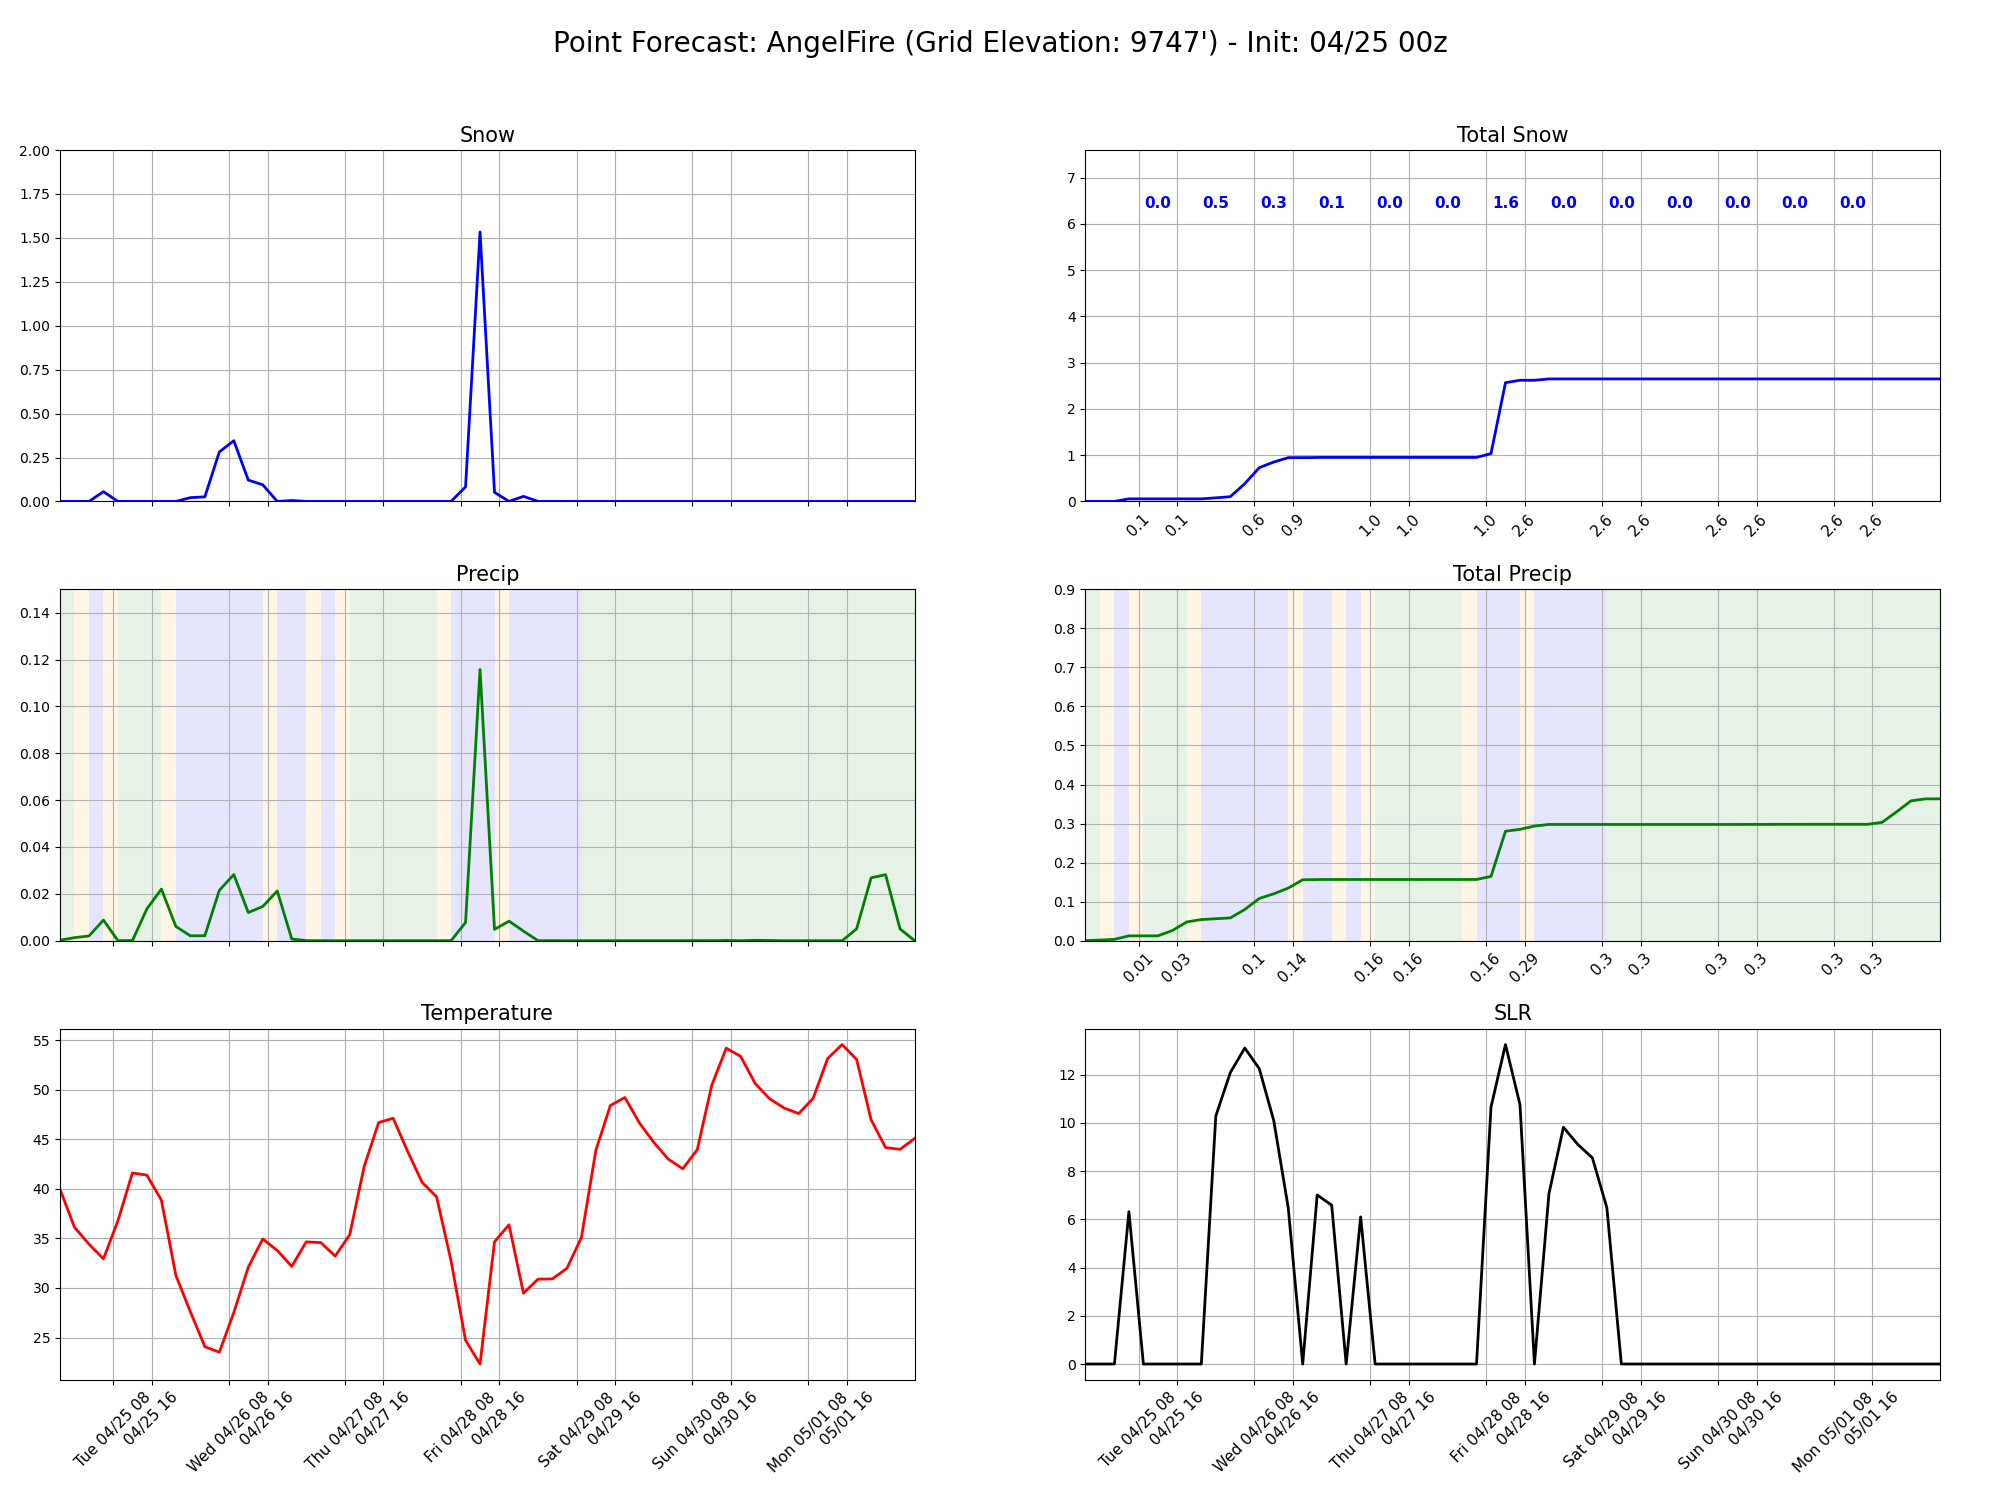 Point Forecast: AngelFire (Grid Elevation: 9747') - Init: 04/25 00z
Snow
2.00
1.75
1.50
1.25
1.00
0.75
0.50
0.25
0.00
Total Snow
7
6
5
4
3
2
1
0
0.0 0.5 0.3 0.1 0.0 0.0 1.6 0.0 0.0 0.0 0.0 0.0 0.0
0.1 0.1 0.6 0.9 1.0 1.0 1.0 2.6 2.6 2.6 2.6 2.6 2.6 2.6
Precip
0.14
0.12
0.10
0.08
0.06
0.04
0.02
0.00
Total Precip
0.9
0.8
0.7
0.6
0.5
0.4
0.3
0.2
0.1
0.0
0.01 0.03 0.1 0.14 0.16 0.16 0.16 0.29 0.3 0.3 0.3 0.3 0.3 0.3
Temperature
55
50
45
40
35
30
25
Tue 04/25 08
04/25 16
Wed 04/26 08
04/26 16
Thu 04/27 08
04/27 16
Fri 04/28 08
04/28 16
Sat 04/29 08
04/29 16
Sun 04/30 08
04/30 16
Mon 05/01 08
05/01 16
SLR
12
10
8
6
4
2
0
Tue 04/25 08
04/25 16
Wed 04/26 08
04/26 16
Thu 04/27 08
04/27 16
Fri 04/28 08
04/28 16
Sat 04/29 08
04/29 16
Sun 04/30 08
04/30 16
Mon 05/01 08
05/01 16